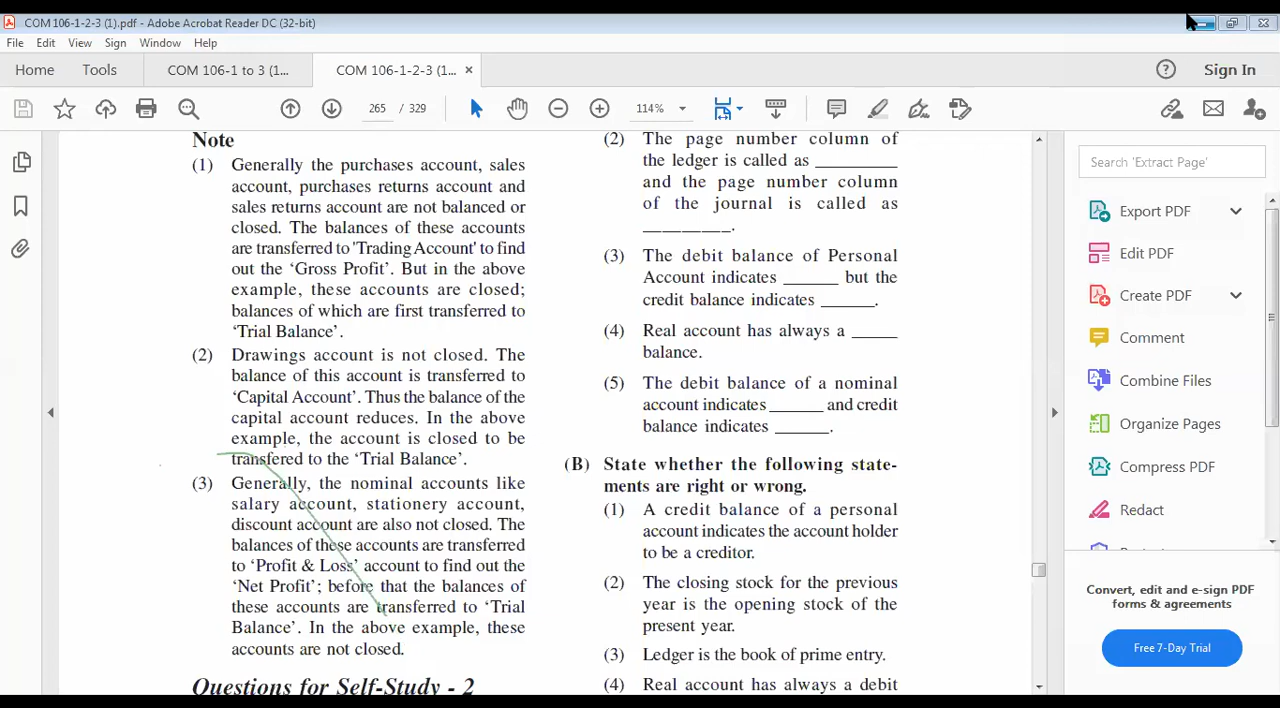 COM 106-1-2-3 (1).pdf - Adobe Acrobat Reader DC (32-bit)
File Edit View Sign Window Help
Home Tools COM 106-1 to 3 (1... COM 106-1-2-3 (1... × Sign In
265 / 329 114%
Note
(1) Generally the purchases account, sales
account, purchases returns account and
sales returns account are not balanced or
closed. The balances of these accounts
are transferred to 'Trading Account' to find
out the ‘Gross Profit’. But in the above
example, these accounts are closed;
balances of which are first transferred to
‘Trial Balance’.
(2) Drawings account is not closed. The
balance of this account is transferred to
‘Capital Account’. Thus the balance of the
capital account reduces. In the above
example, the account is closed to be
transfered to the ‘Trial Balance’.
(3) Generally, the nominal accounts like
salary account, stationery account,
discount account are also not closed. The
balances of these accounts are transferred
to ‘Profit & Loss’ account to find out the
‘Net Profit’; before that the balances of
these accounts are transferred to ‘Trial
Balance’. In the above example, these
accounts are not closed.
Questions for Self-Study - 2
(2) The page number column of
the ledger is called as _________
and the page number column
of the journal is called as
__________.
(3) The debit balance of Personal
Account indicates ______ but the
credit balance indicates ______.
(4) Real account has always a _____
balance.
(5) The debit balance of a nominal
account indicates ______ and credit
balance indicates ______.
(B) State whether the following state-
ments are right or wrong.
(1) A credit balance of a personal
account indicates the account holder
to be a creditor.
(2) The closing stock for the previous
year is the opening stock of the
present year.
(3) Ledger is the book of prime entry.
(4) Real account has always a debit
Search 'Extract Page'
Export PDF
Edit PDF
Create PDF
Comment
Combine Files
Organize Pages
Compress PDF
Redact
Convert, edit and e-sign PDF
forms & agreements
Free 7-Day Trial